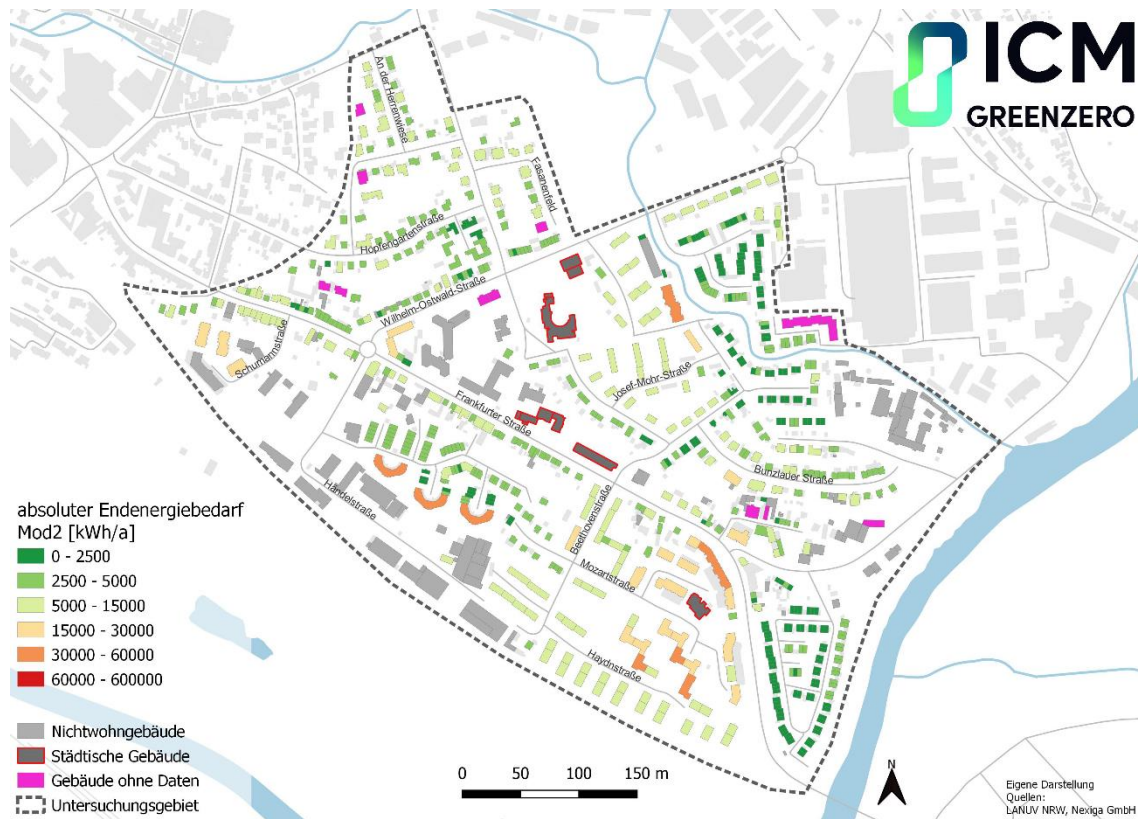 ICM
GREENZERO
An der Herrenwiese
Fasanenfeld
Hopfengartenstraße
Wilhelm-Ostwald-Straße
Schumannstraße
Josef-Mohr-Straße
Frankfurter Straße
Bunzlauer Straße
Händelstraße
Beethovenstraße
Mozartstraße
Haydnstraße
absoluter Endenergiebedarf
Mod2 [kWh/a]
0 - 2500
2500 - 5000
5000 - 15000
15000 - 30000
30000 - 60000
60000 - 600000
Nichtwohngebäude
Städtische Gebäude
Gebäude ohne Daten
Untersuchungsgebiet
0 50 100 150 m
N
Eigene Darstellung
Quellen:
LANUV NRW, Nexiga GmbH